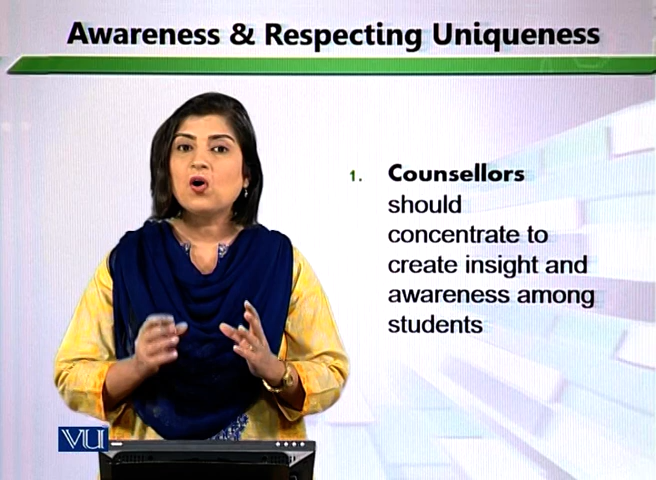 Awareness & Respecting Uniqueness
1. Counsellors
should
concentrate to
create insight and
awareness among
students
VU